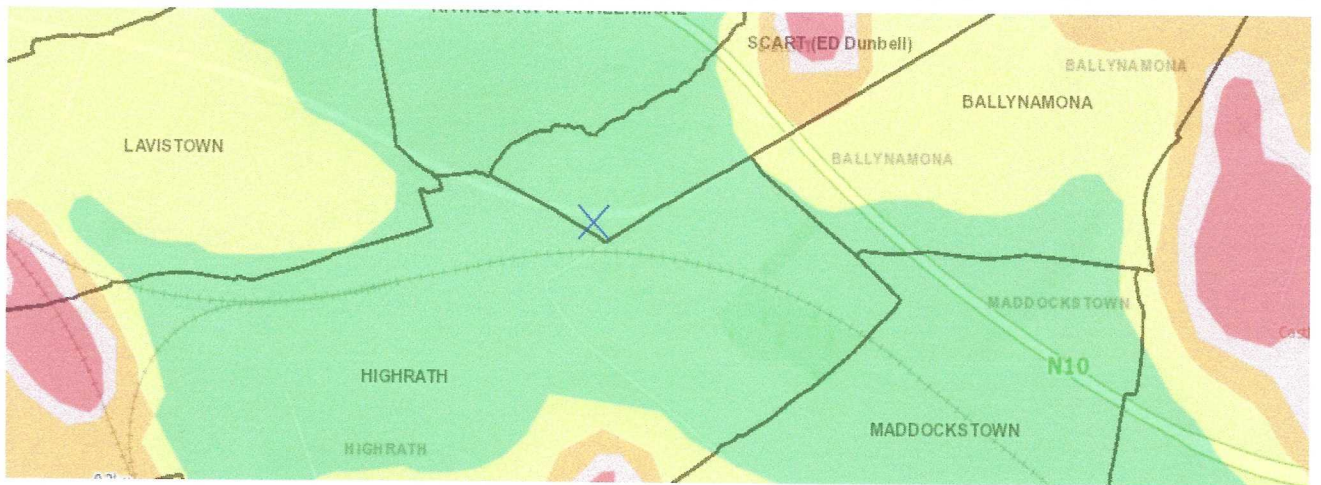 SCART (ED Dunbell)
BALLYNAMONA
BALLYNAMONA
LAVISTOWN
BALLYNAMONA
MADDOCKSTOWN
N10
HIGHRATH
MADDOCKSTOWN
HIGHRATH